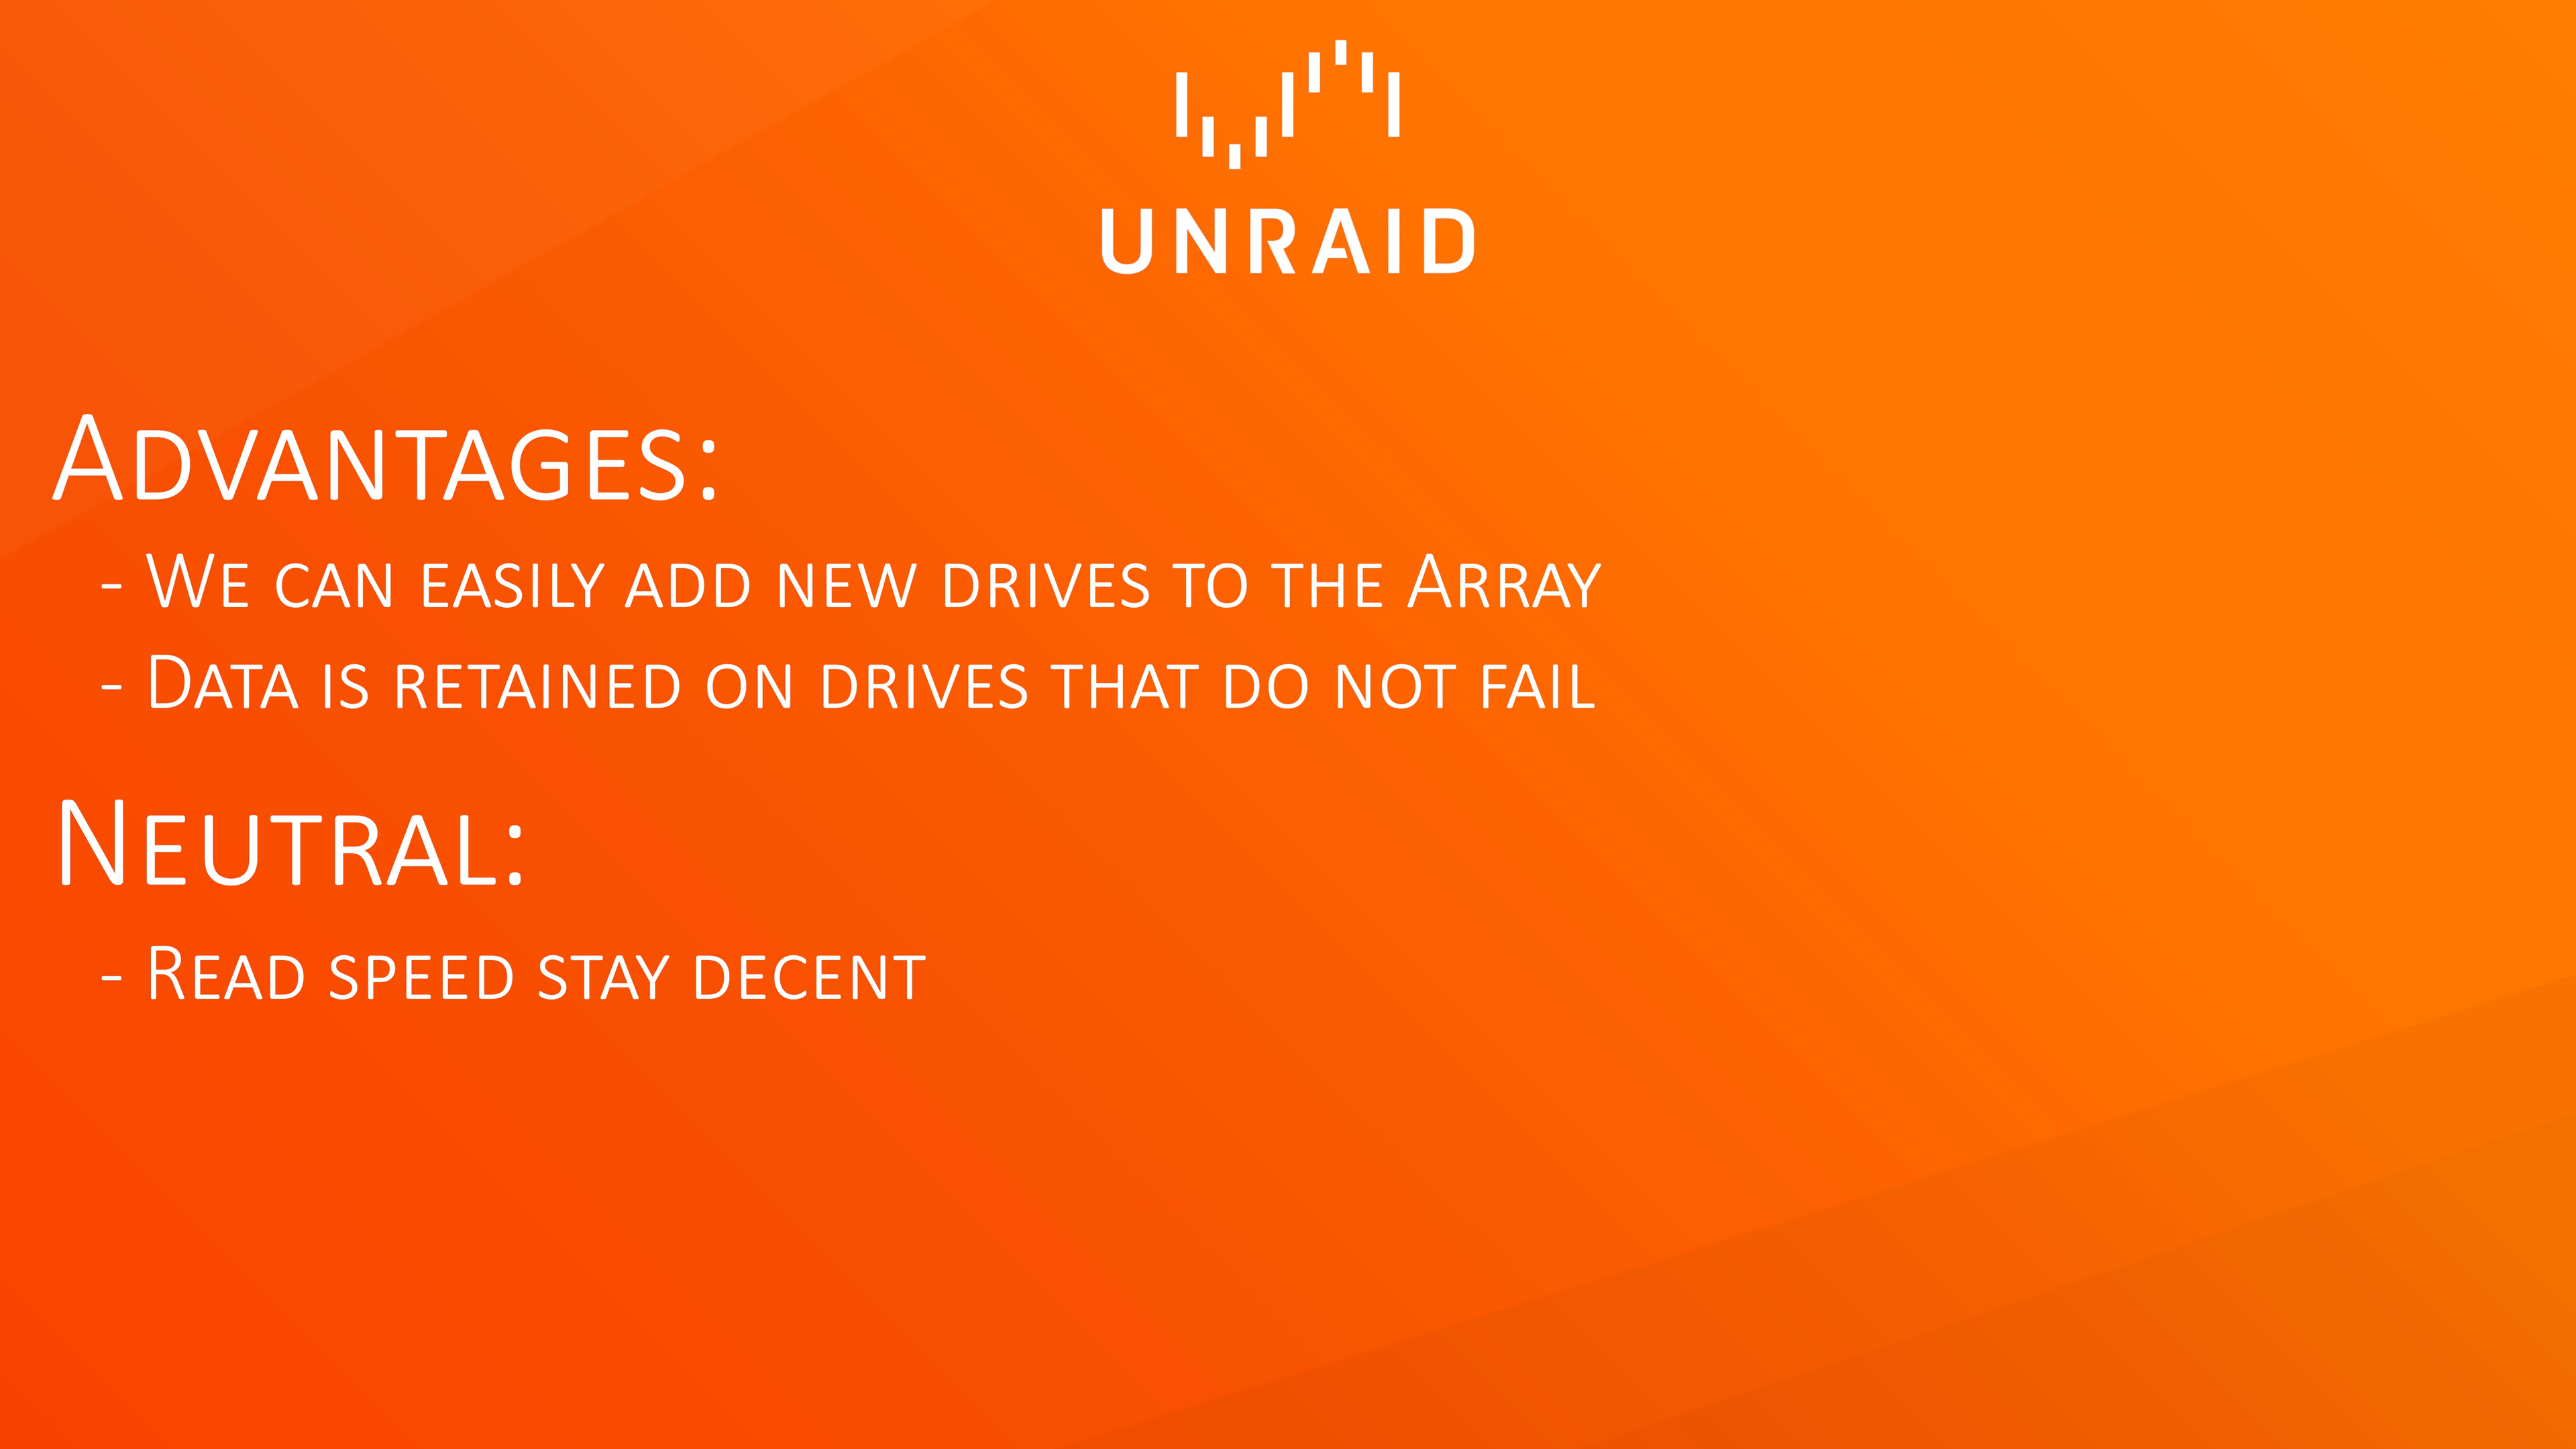 UNRAID
Advantages:
- We can easily add new drives to the Array
- Data is retained on drives that do not fail
Neutral:
- Read speed stay decent